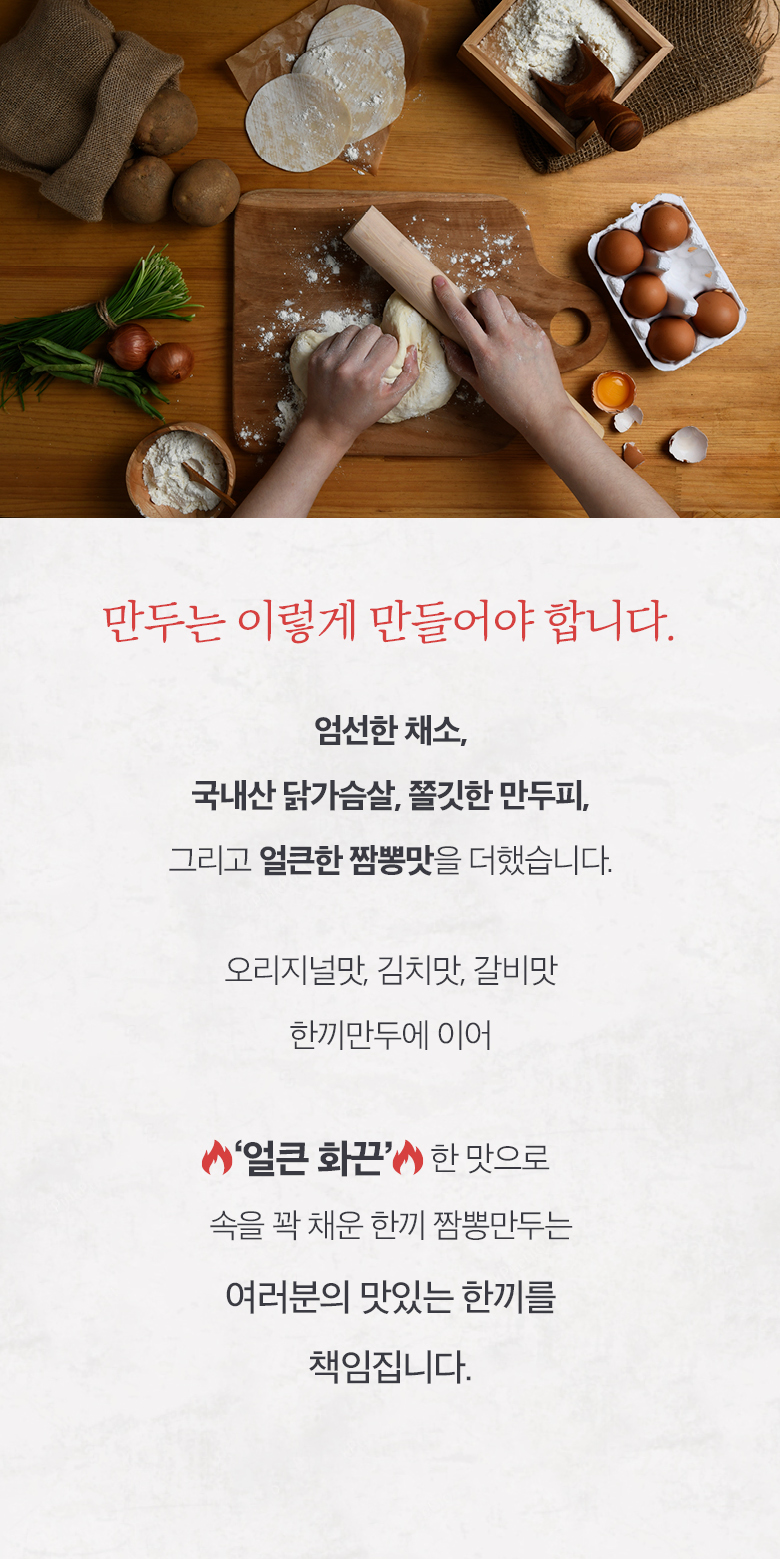 만두는 이렇게 만들어야 합니다.
엄선한 채소,
국내산 닭가슴살, 쫄깃한 만두피,
그리고 얼큰한 짬뽕맛을 더했습니다.
오리지널맛, 김치맛, 갈비맛
한끼만두에 이어
‘얼큰 화끈’ 한 맛으로
속을 꽉 채운 한끼 짬뽕만두는
여러분의 맛있는 한끼를
책임집니다.